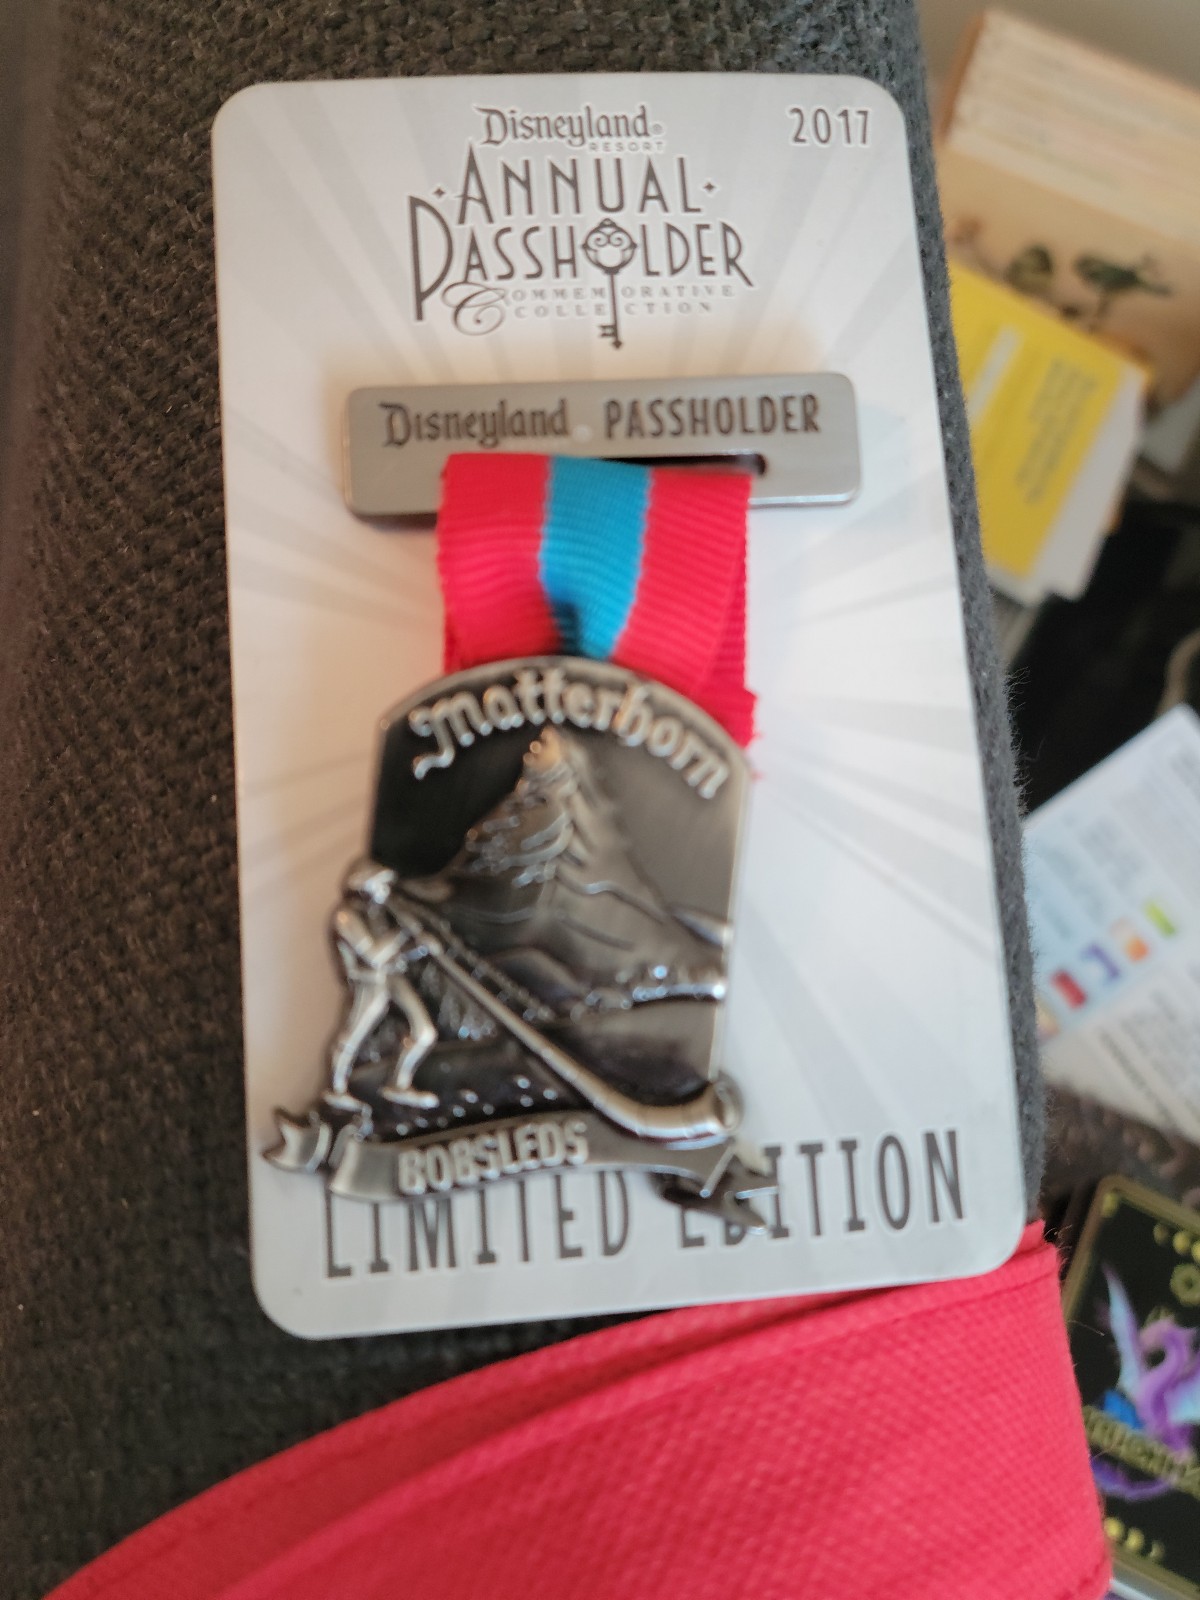 Disneyland®
RESORT
2017
ANNUAL
PASSHOLDER
COMMEMORATIVE
COLLECTION
Disneyland® PASSHOLDER
Matterhorn
BOBSLEDS
LIMITED EDITION